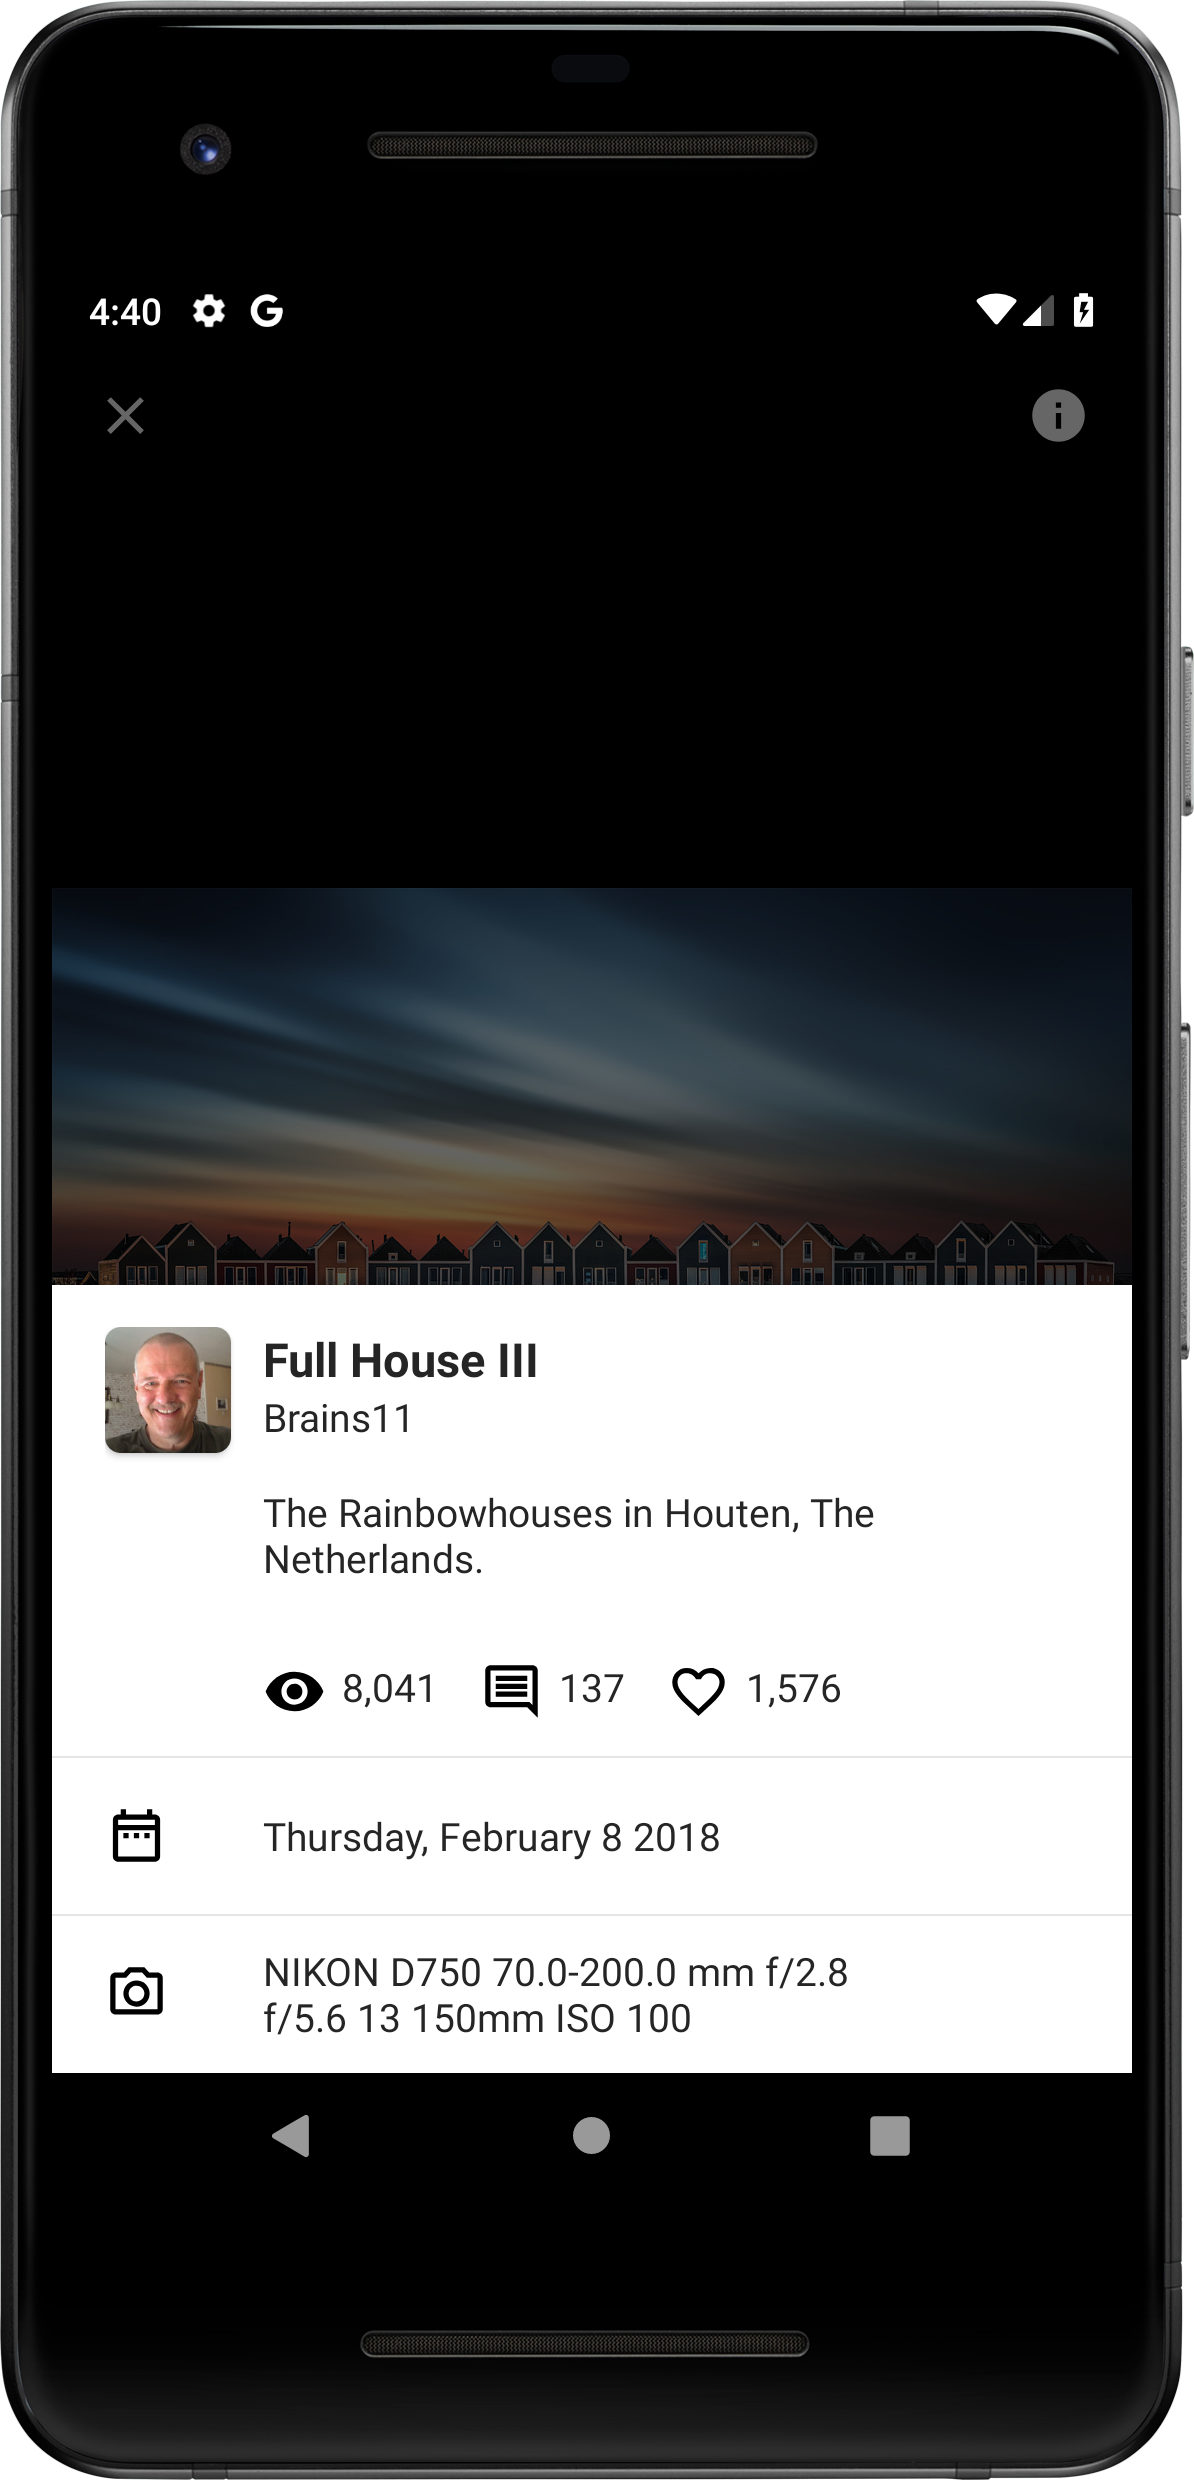 4:40
Full House III
Brains11
The Rainbowhouses in Houten, The
Netherlands.
8,041 137 1,576
Thursday, February 8 2018
NIKON D750 70.0-200.0 mm f/2.8
f/5.6 13 150mm ISO 100